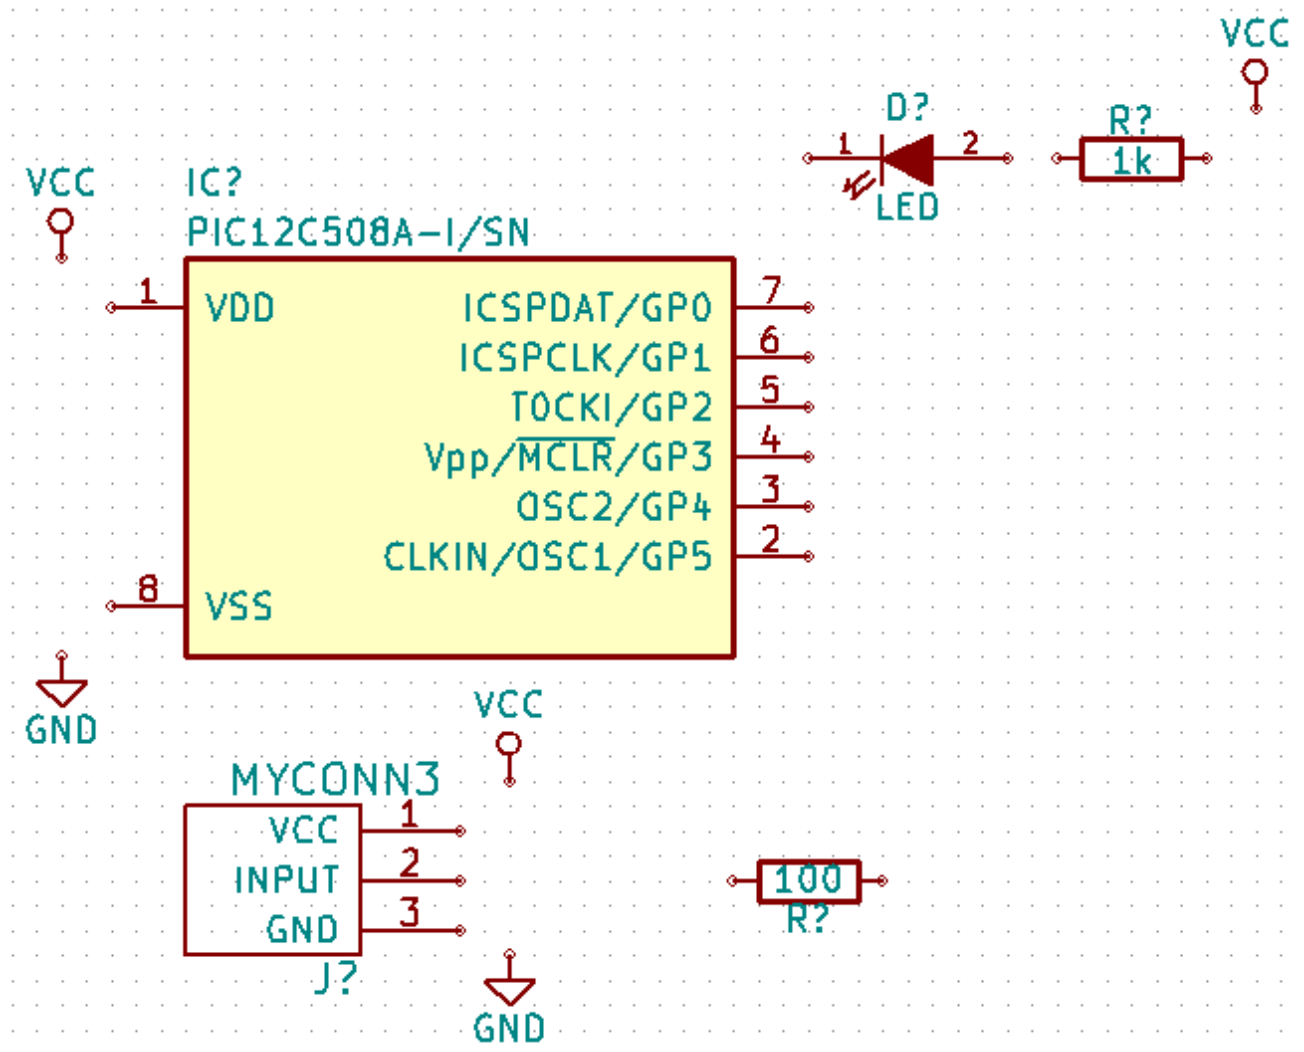 VCC
D?
R?
1 2
1k
LED
VCC
IC?
PIC12C508A-I/SN
1 VDD ICSPDAT/GP0 7
ICSPCLK/GP1 6
T0CKI/GP2 5
Vpp/MCLR/GP3 4
OSC2/GP4 3
CLKIN/OSC1/GP5 2
8 VSS
GND
VCC
MYCONN3
VCC 1
INPUT 2
GND 3
J?
100
R?
GND